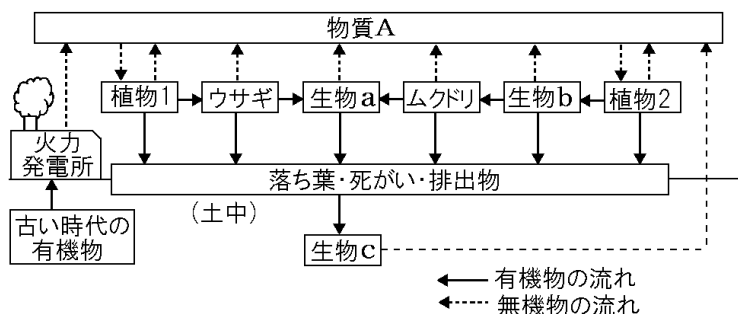 物質A
植物1
ウサギ
生物a
ムクドリ
生物b
植物2
火力
発電所
落ち葉・死がい・排出物
古い時代の
有機物
(土中)
生物c
有機物の流れ
無機物の流れ